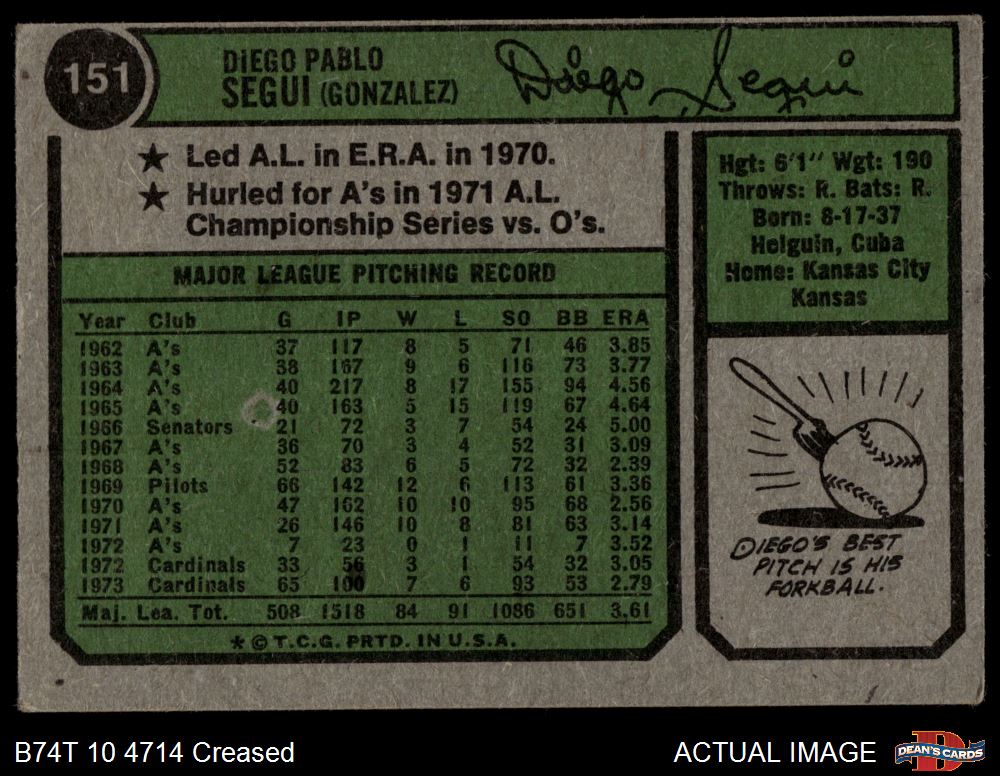 151
DIEGO PABLO
SEGUI (GONZALEZ)
Diego Segui
★ Led A.L. in E.R.A. in 1970.
★ Hurled for A's in 1971 A.L.
Championship Series vs. O's.
MAJOR LEAGUE PITCHING RECORD
Year Club G IP W L SO BB ERA
1962 A's 37 117 8 5 71 46 3.85
1963 A's 38 167 9 6 116 73 3.77
1964 A's 40 217 8 17 155 94 4.56
1965 A's 40 163 5 15 119 67 4.64
1966 Senators 21 72 3 7 54 24 5.00
1967 A's 36 70 3 4 52 31 3.09
1968 A's 52 83 6 5 72 32 2.39
1969 Pilots 66 142 12 6 113 61 3.36
1970 A's 47 162 10 10 95 68 2.56
1971 A's 26 146 10 8 81 63 3.14
1972 A's 7 23 0 1 11 7 3.52
1972 Cardinals 33 56 3 1 54 32 3.05
1973 Cardinals 65 100 7 6 93 53 2.79
Maj. Lea. Tot. 508 1518 84 91 1086 651 3.61
* © T.C.G. PRTD. IN U.S.A.
Hgt: 6'1" Wgt: 190
Throws: R. Bats: R.
Born: 8-17-37
Holguin, Cuba
Home: Kansas City
Kansas
DIEGO'S BEST
PITCH IS HIS
FORKBALL.
B74T 10 4714 Creased
ACTUAL IMAGE
DEAN'S CARDS